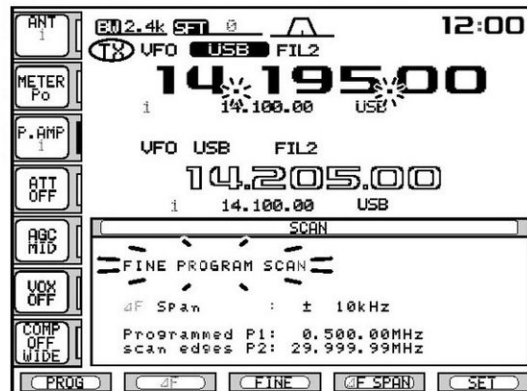 ANT
1
BW 2.4k SFT 0
12:00
TX VFO USB FIL2
14.195.00
1 14.100.00 USB
METER
Po
P.AMP
1
VFO USB FIL2
14.205.00
1 14.100.00 USB
ATT
OFF
AGC
MID
VOX
OFF
COMP
OFF
WIDE
SCAN
FINE PROGRAM SCAN
⊿F Span : ± 10kHz
Programmed P1: 0.500.00MHz
scan edges P2: 29.999.99MHz
PROG ⊿F FINE ⊿F SPAN SET